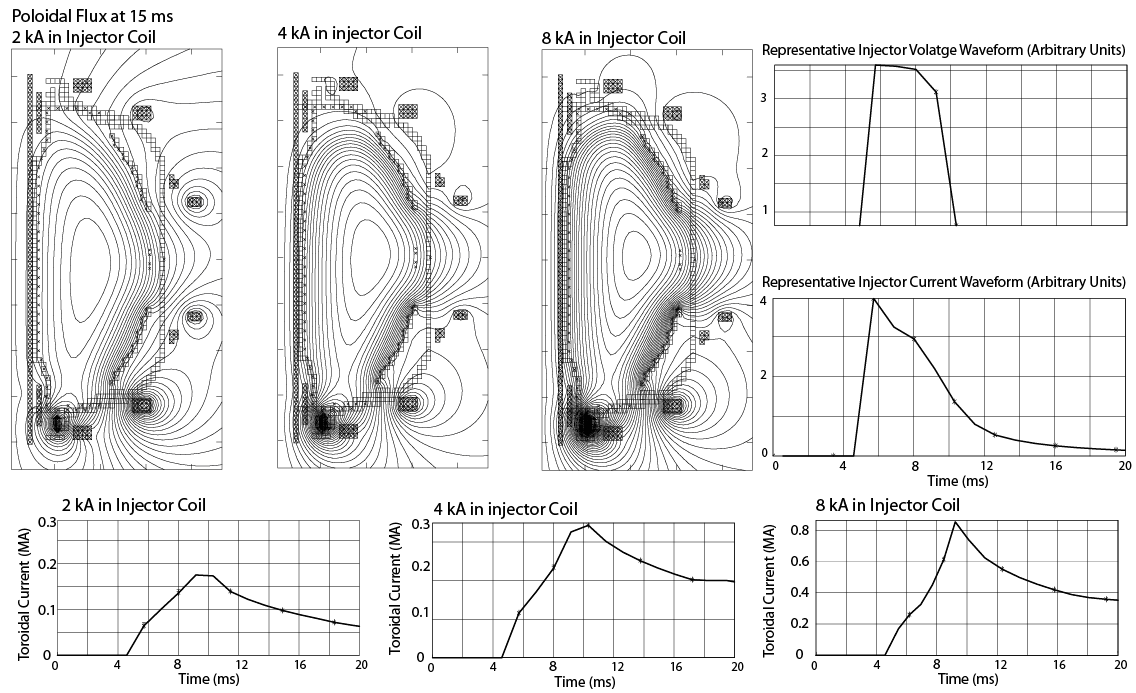 Poloidal Flux at 15 ms
2 kA in Injector Coil
4 kA in injector Coil
8 kA in Injector Coil
Representative Injector Volatge Waveform (Arbitrary Units)
3
2
1
Representative Injector Current Waveform (Arbitrary Units)
4
2
0
0 4 8 12 16 20
Time (ms)
2 kA in Injector Coil
Toroidal Current (MA)
0.3
0.2
0.1
0
0 4 8 12 16 20
Time (ms)
4 kA in injector Coil
Toroidal Current (MA)
0.3
0.2
0.1
0
0 4 8 12 16 20
Time (ms)
8 kA in Injector Coil
Toroidal Current (MA)
0.8
0.6
0.4
0.2
0
0 4 8 12 16 20
Time (ms)